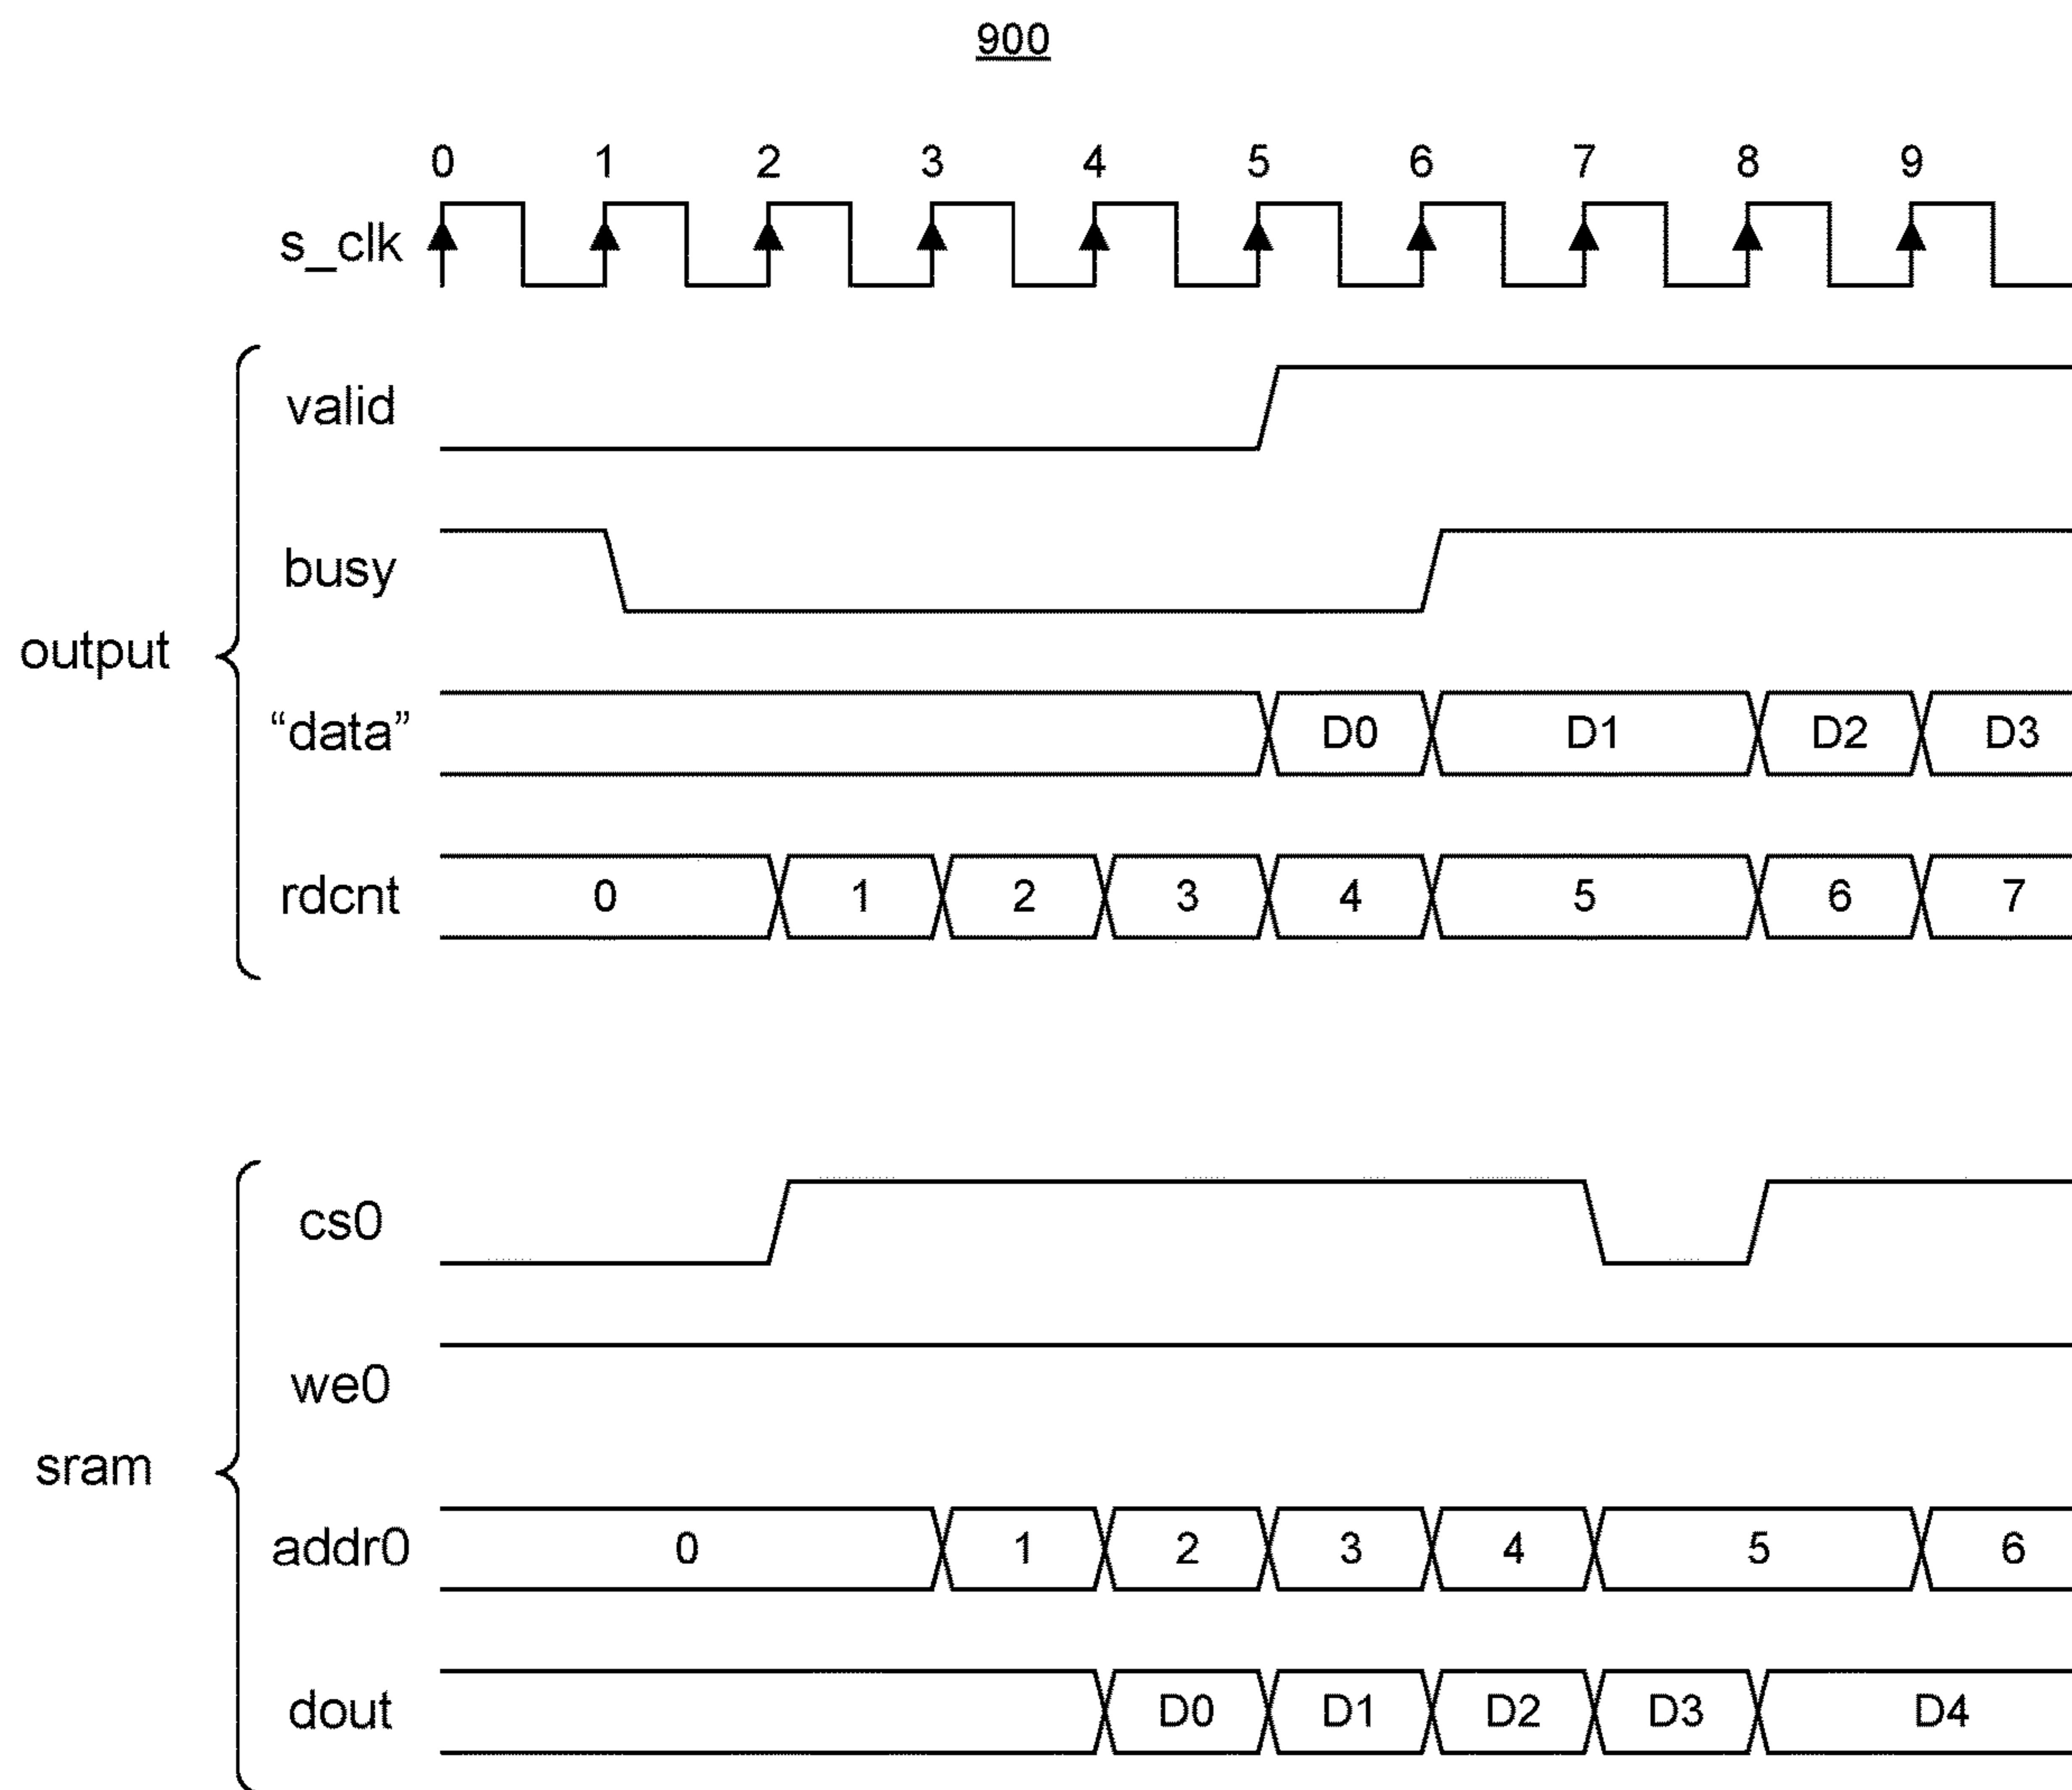 900
0 1 2 3 4 5 6 7 8 9
s_clk
valid
busy
output
“data” D0 D1 D2 D3
rdcnt 0 1 2 3 4 5 6 7
cs0
we0
sram
addr0 0 1 2 3 4 5 6
dout D0 D1 D2 D3 D4